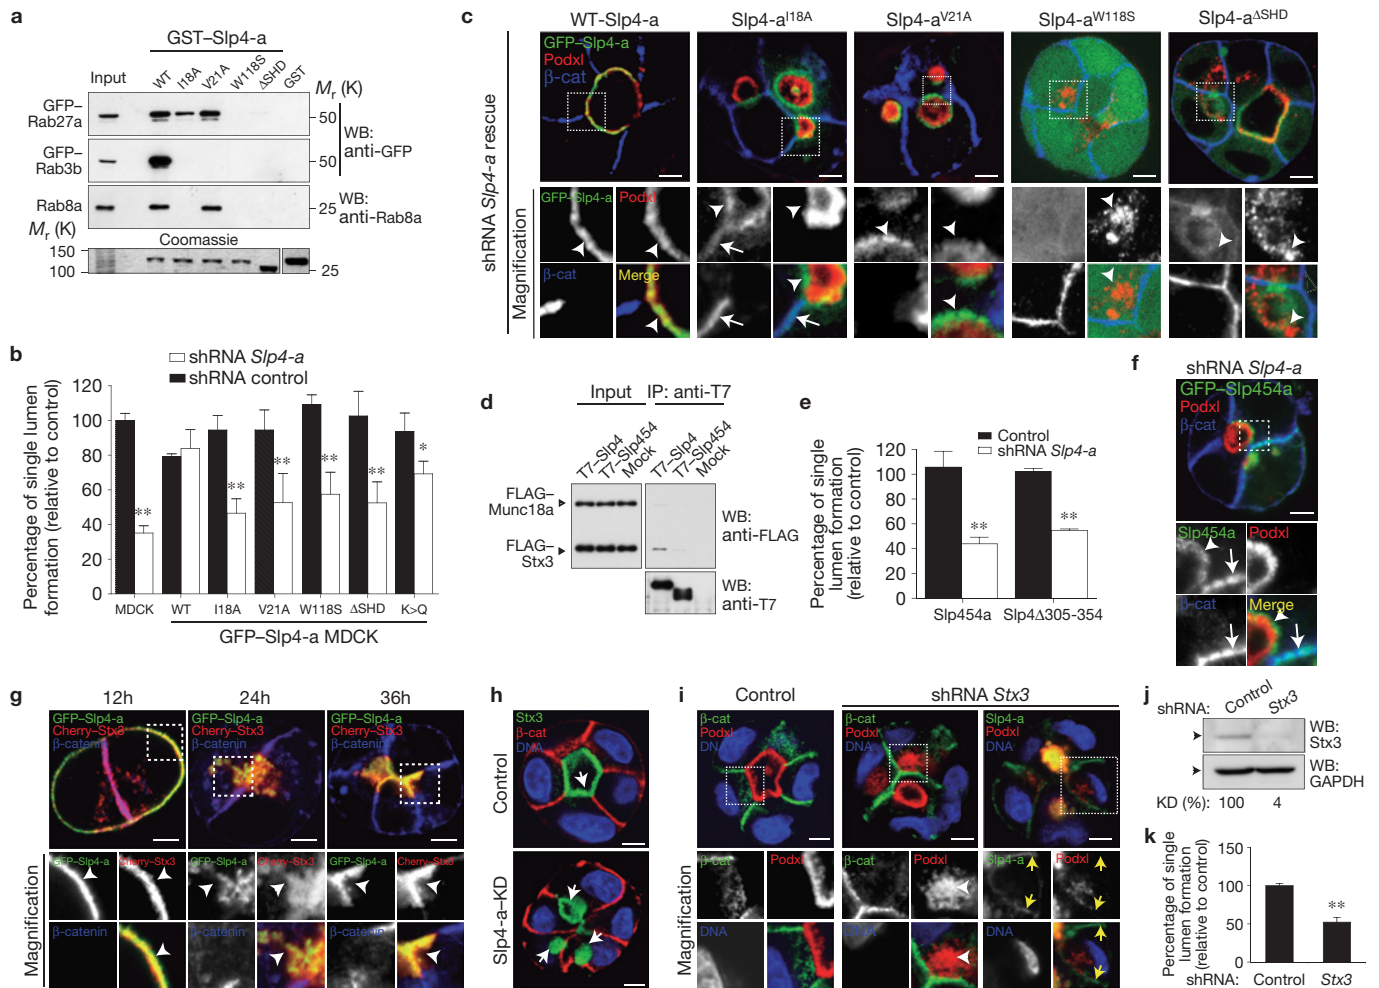 a
GST–Slp4-a
Input
WT
I18A
V21A
W118S
ΔSHD
GST
Mr (K)
GFP–
Rab27a
50
WB:
anti-GFP
GFP–
Rab3b
50
Rab8a
25
WB:
anti-Rab8a
Mr (K)
Coomassie
150
100
25
b
shRNA Slp4-a
shRNA control
Percentage of single lumen
formation (relative to control)
120
100
80
60
40
20
0
**
**
**
**
**
*
MDCK
WT
I18A
V21A
W118S
ΔSHD
K>Q
GFP–Slp4-a MDCK
c
WT-Slp4-a
Slp4-aI18A
Slp4-aV21A
Slp4-aW118S
Slp4-aΔSHD
shRNA Slp4-a rescue
GFP–Slp4-a
Podxl
β-cat
Magnification
GFP–Slp4-a
Podxl
β-cat
Merge
d
Input
IP: anti-T7
T7–Slp4
T7–Slp454
Mock
T7–Slp4
T7–Slp454
Mock
FLAG–
Munc18a
FLAG–
Stx3
WB:
anti-FLAG
WB:
anti-T7
e
Control
shRNA Slp4-a
Percentage of single
lumen formation
(relative to control)
120
100
80
60
40
20
0
**
**
Slp454a
Slp4Δ305-354
f
shRNA Slp4-a
GFP–Slp454a
Podxl
β-cat
Slp454a
Podxl
β-cat
Merge
g
12h
24h
36h
GFP–Slp4-a
Cherry–Stx3
β-catenin
GFP–Slp4-a
Cherry–Stx3
β-catenin
GFP–Slp4-a
Cherry–Stx3
β-catenin
Magnification
GFP–Slp4-a
Cherry–Stx3
GFP–Slp4-a
Cherry–Stx3
GFP–Slp4-a
Cherry–Stx3
β-catenin
β-catenin
β-catenin
h
Stx3
β-cat
DNA
Control
Slp4-a-KD
i
Control
shRNA Stx3
β-cat
Podxl
DNA
β-cat
Podxl
DNA
Slp4-a
Podxl
DNA
Magnification
β-cat
Podxl
β-cat
Podxl
Slp4-a
Podxl
DNA
DNA
DNA
j
shRNA:
Control
Stx3
WB:
Stx3
WB:
GAPDH
KD (%):
100
4
k
Percentage of single
lumen formation
(relative to control)
150
100
50
0
**
shRNA:
Control
Stx3